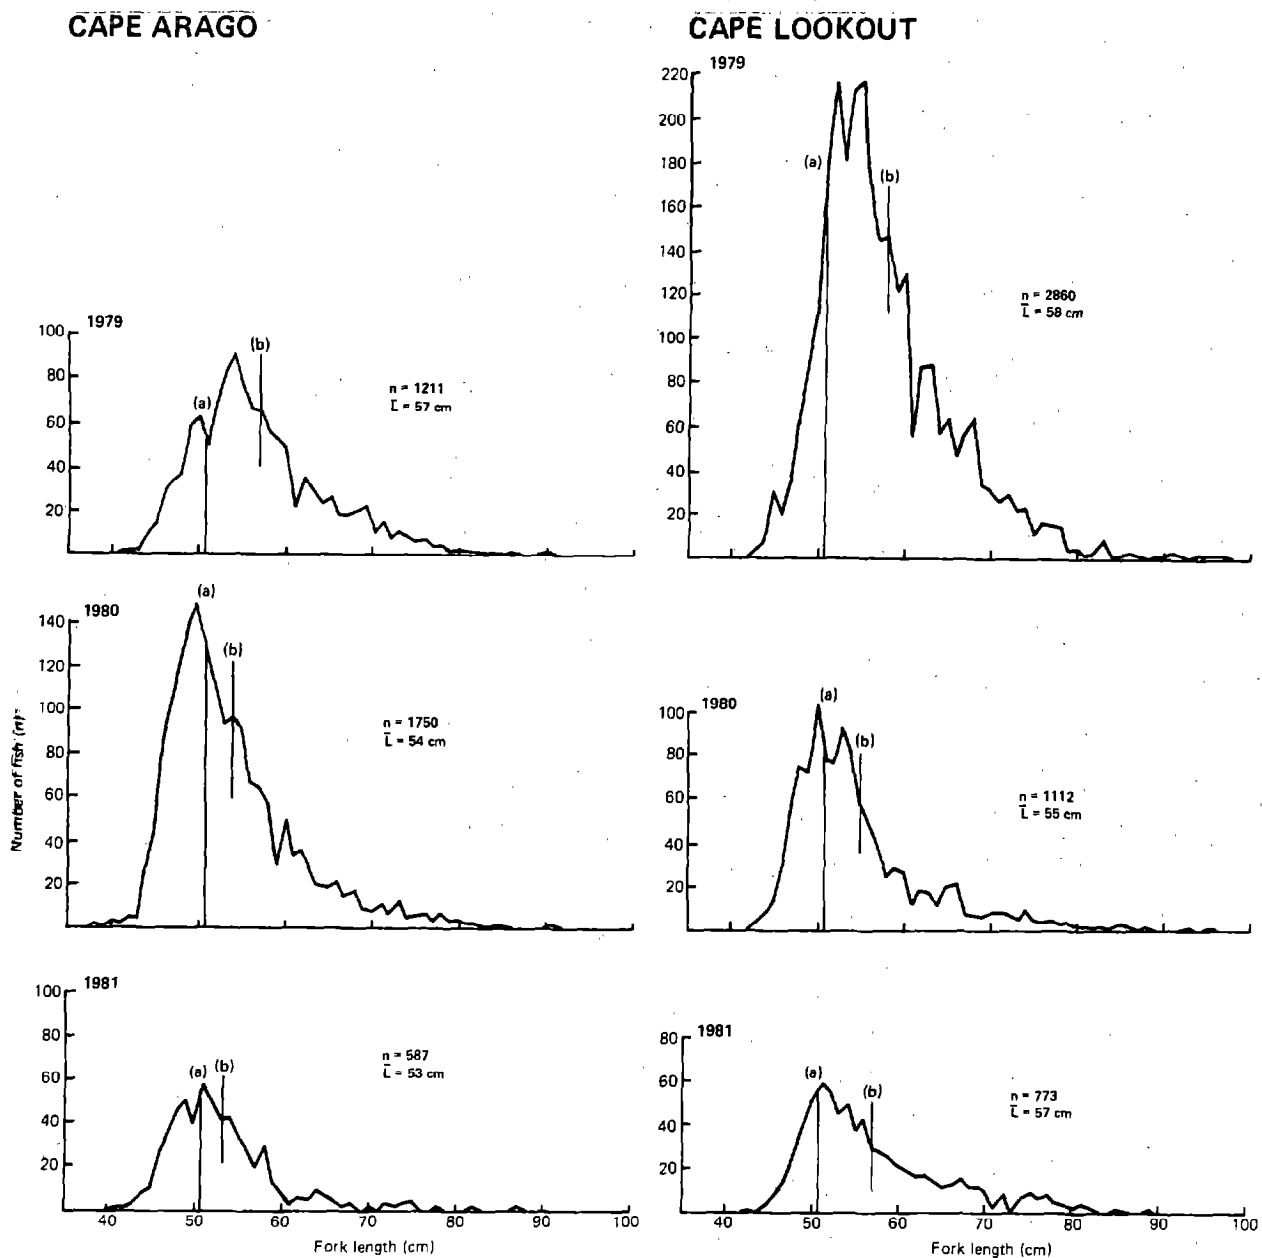 CAPE ARAGO
CAPE LOOKOUT
1979
220
200
180
160
140
120
100
80
60
40
20
(a)
(b)
n = 2860
L̅ = 58 cm
1979
100
80
60
40
20
(a)
(b)
n = 1211
L̅ = 57 cm
1980
140
120
100
80
60
40
20
(a)
(b)
n = 1750
L̅ = 54 cm
Number of fish (n)
1980
100
80
60
40
20
(a)
(b)
n = 1112
L̅ = 55 cm
1981
100
80
60
40
20
(a) (b)
n = 587
L̅ = 53 cm
40 50 60 70 80 90 100
Fork length (cm)
1981
80
60
40
20
(a)
(b)
n = 773
L̅ = 57 cm
40 50 60 70 80 90 100
Fork length (cm)